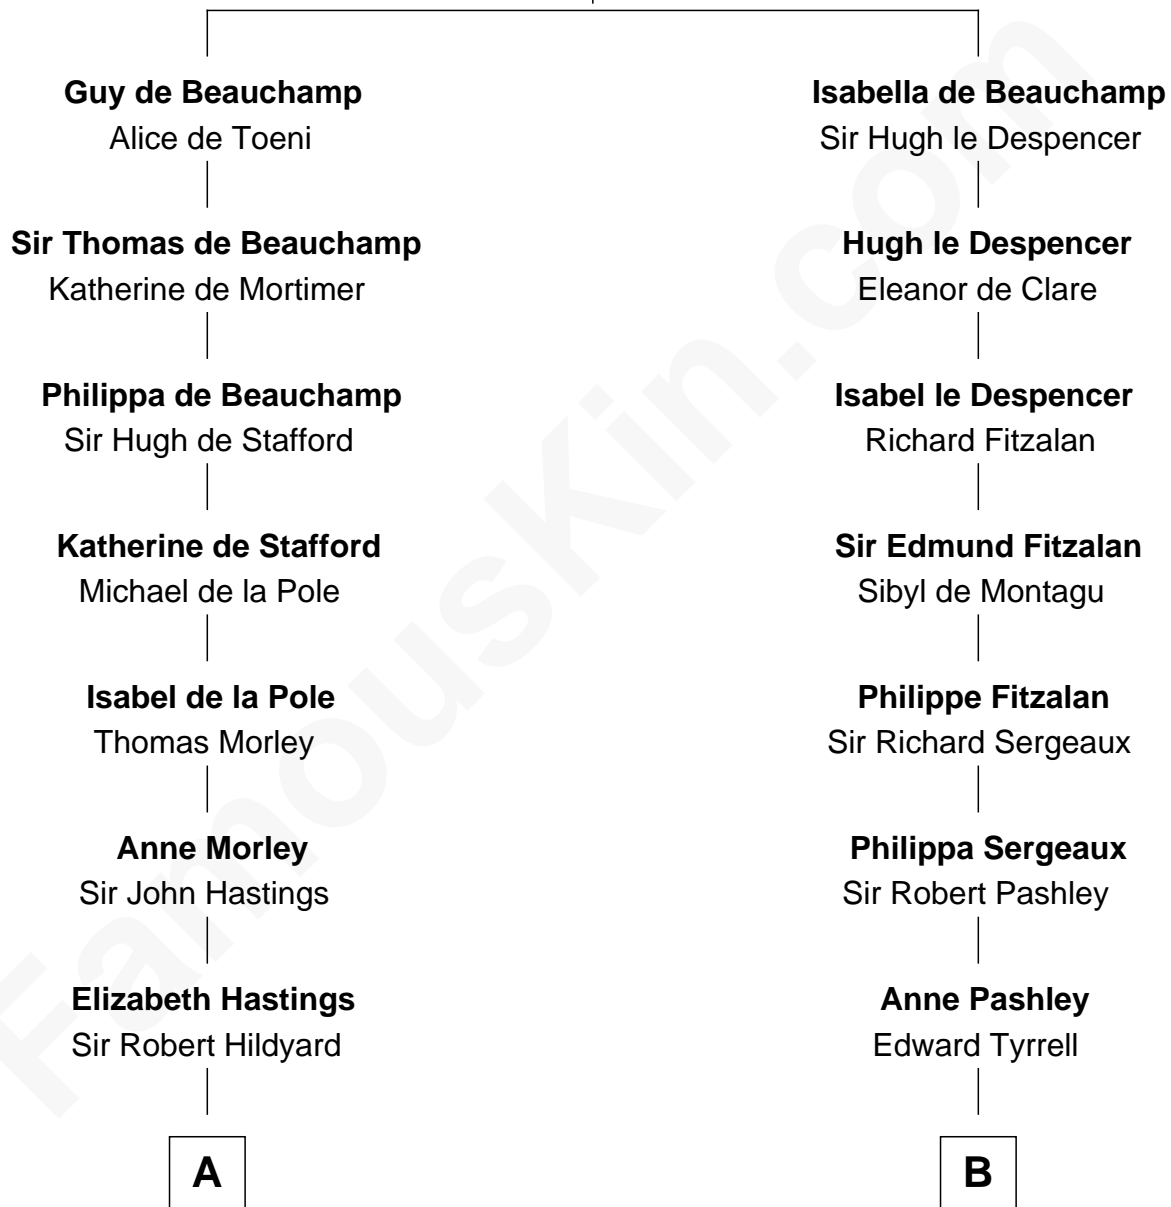 Guy de Beauchamp
Alice de Toeni
Sir Thomas de Beauchamp
Katherine de Mortimer
Philippa de Beauchamp
Sir Hugh de Stafford
Katherine de Stafford
Michael de la Pole
Isabel de la Pole
Thomas Morley
Anne Morley
Sir John Hastings
Elizabeth Hastings
Sir Robert Hildyard
A
Isabella de Beauchamp
Sir Hugh le Despencer
Hugh le Despencer
Eleanor de Clare
Isabel le Despencer
Richard Fitzalan
Sir Edmund Fitzalan
Sibyl de Montagu
Philippe Fitzalan
Sir Richard Sergeaux
Philippa Sergeaux
Sir Robert Pashley
Anne Pashley
Edward Tyrrell
B
FamousKin.com